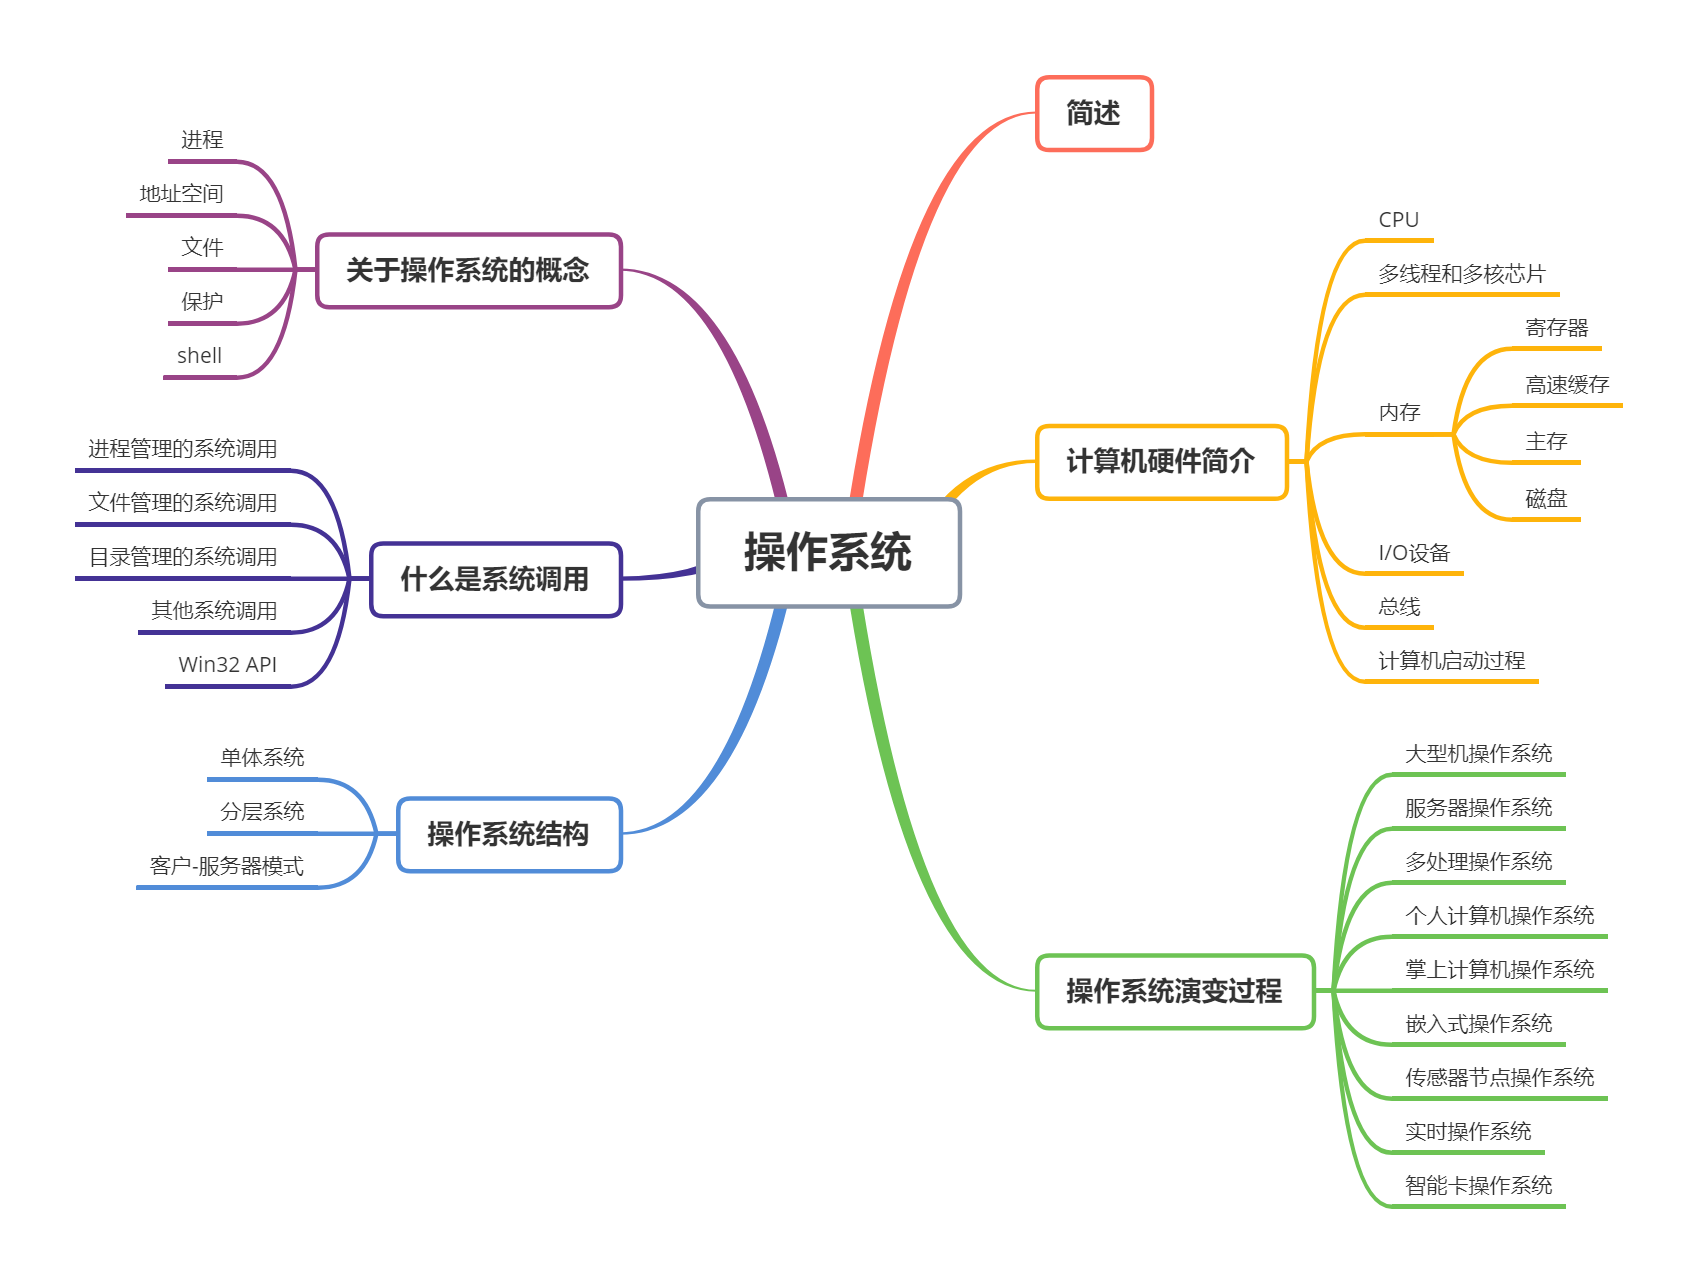 操作系统
简述
计算机硬件简介
CPU
多线程和多核芯片
内存
寄存器
高速缓存
主存
磁盘
I/O设备
总线
计算机启动过程
操作系统演变过程
大型机操作系统
服务器操作系统
多处理操作系统
个人计算机操作系统
掌上计算机操作系统
嵌入式操作系统
传感器节点操作系统
实时操作系统
智能卡操作系统
关于操作系统的概念
进程
地址空间
文件
保护
shell
什么是系统调用
进程管理的系统调用
文件管理的系统调用
目录管理的系统调用
其他系统调用
Win32 API
操作系统结构
单体系统
分层系统
客户-服务器模式